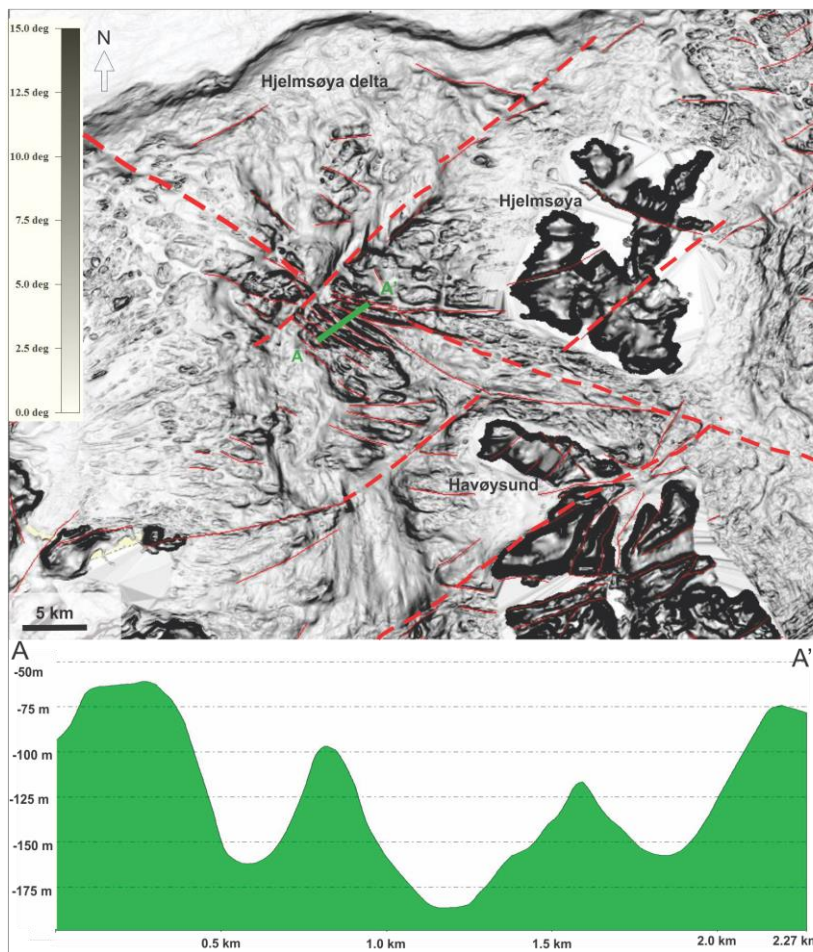 15.0 deg
N
Hjelmsøya delta
12.5 deg
10.0 deg
Hjelmsøya
7.5 deg
5.0 deg
A'
A
2.5 deg
0.0 deg
Havøysund
5 km
A
A'
-50m
-75m
-100 m
-125 m
-150 m
-175 m
0.5 km
1.0 km
1.5 km
2.0 km
2.27 km